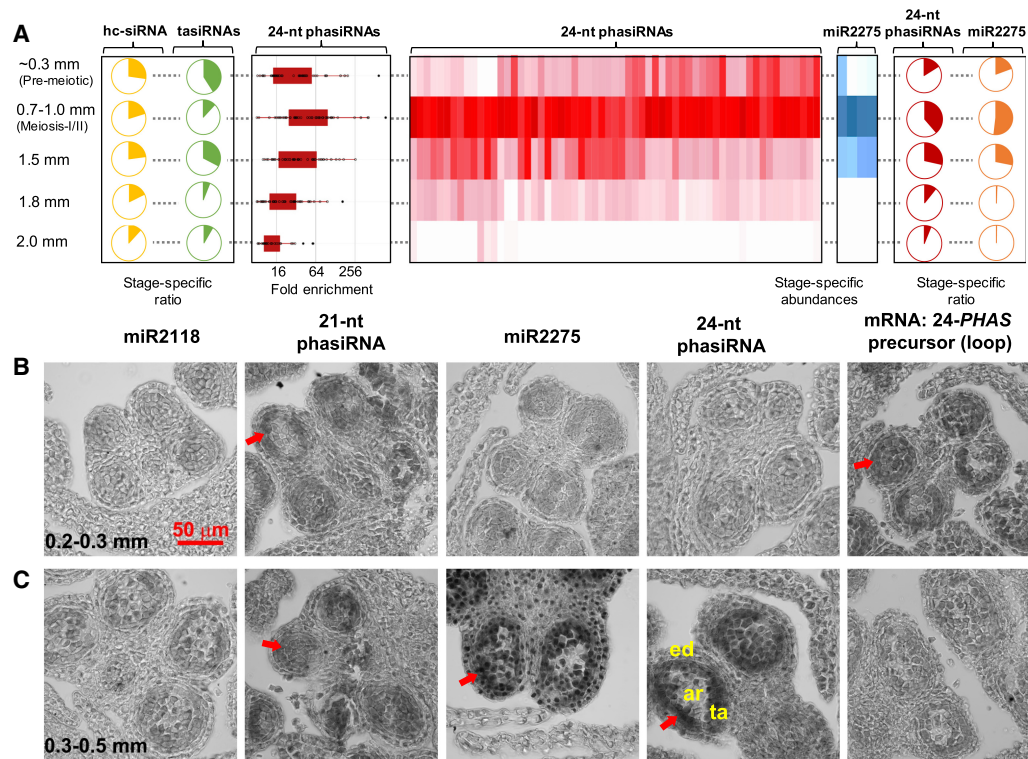 A
hc-siRNA
tasiRNAs
24-nt phasiRNAs
24-nt phasiRNAs
miR2275
24-nt
phasiRNAs
miR2275
~0.3 mm
(Pre-meiotic)
0.7-1.0 mm
(Meiosis-I/II)
1.5 mm
1.8 mm
2.0 mm
16 64 256
Fold enrichment
Stage-specific
ratio
Stage-specific
abundances
Stage-specific
ratio
miR2118
21-nt
phasiRNA
miR2275
24-nt
phasiRNA
mRNA: 24-PHAS
precursor (loop)
B
50 μm
0.2-0.3 mm
C
ed
ar
ta
0.3-0.5 mm